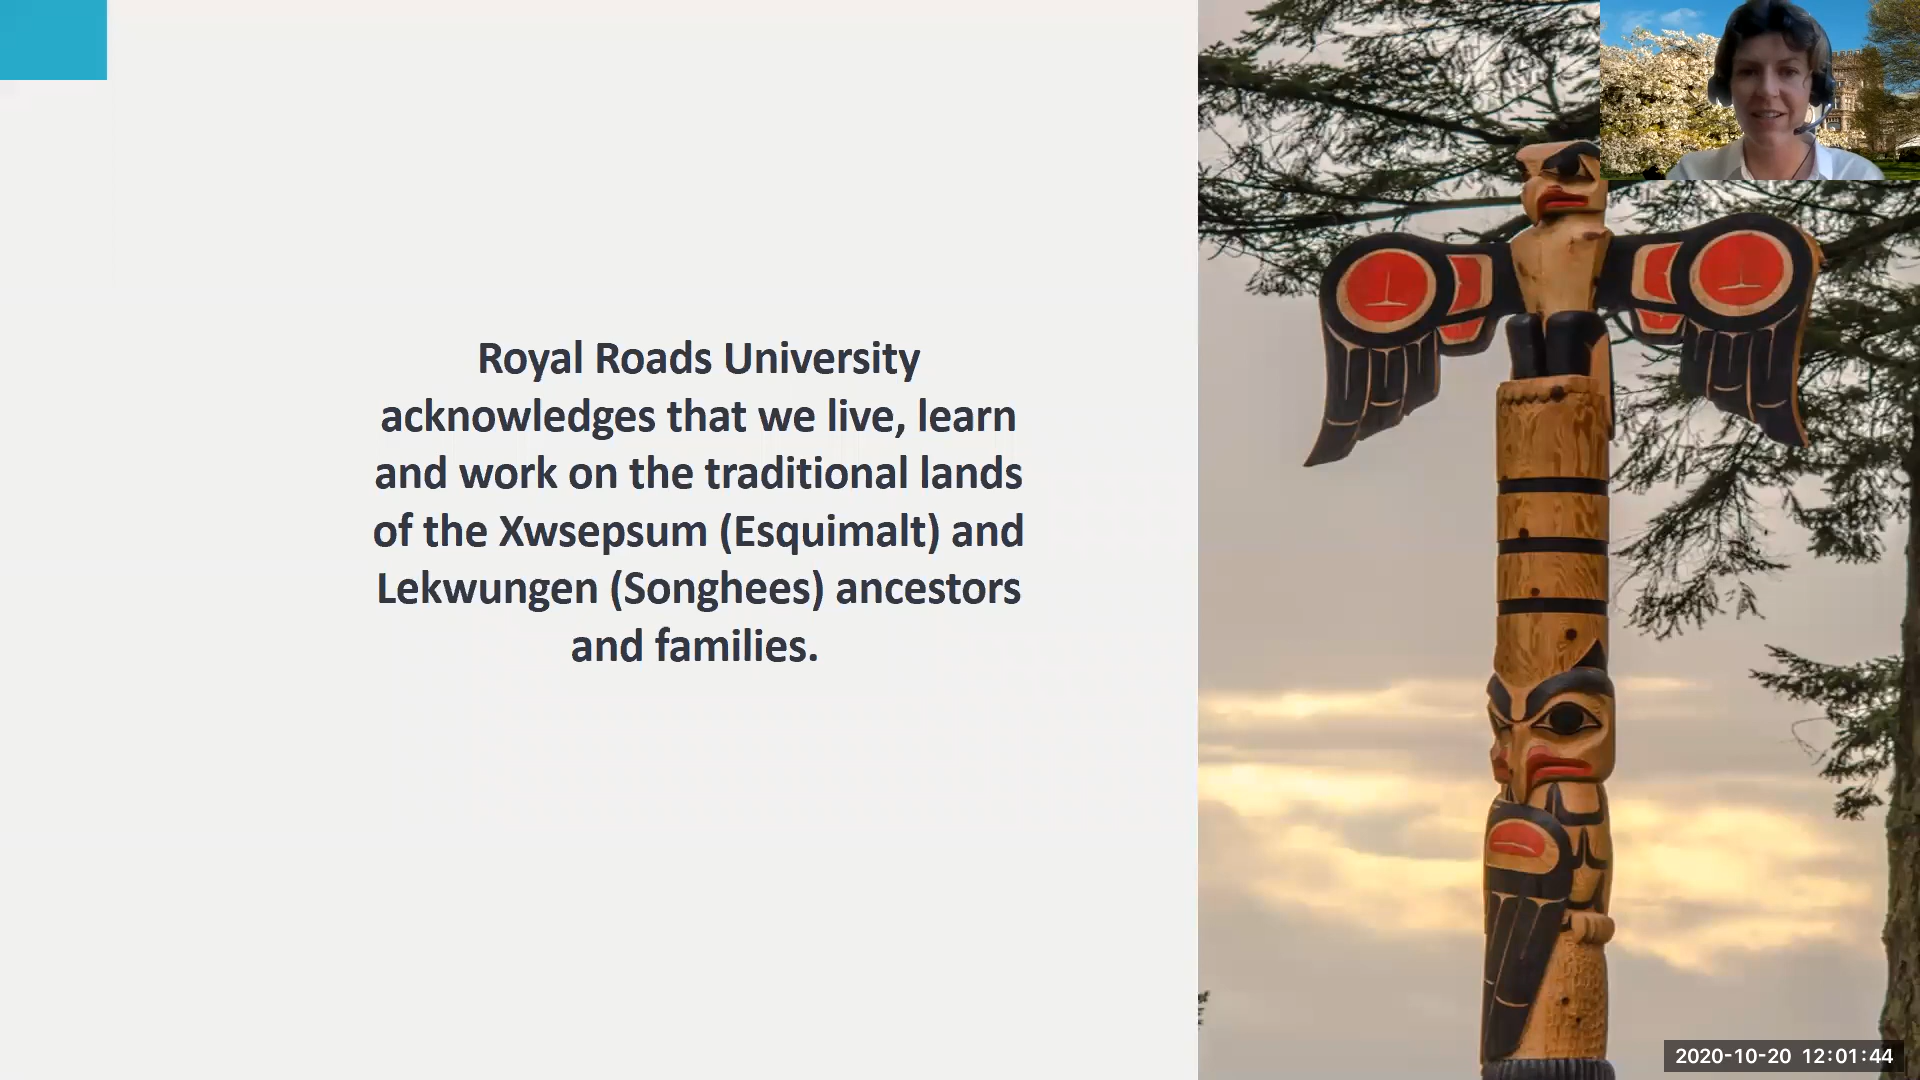 Royal Roads University
acknowledges that we live, learn
and work on the traditional lands
of the Xwsepsum (Esquimalt) and
Lekwungen (Songhees) ancestors
and families.
2020-10-20 12:01:44